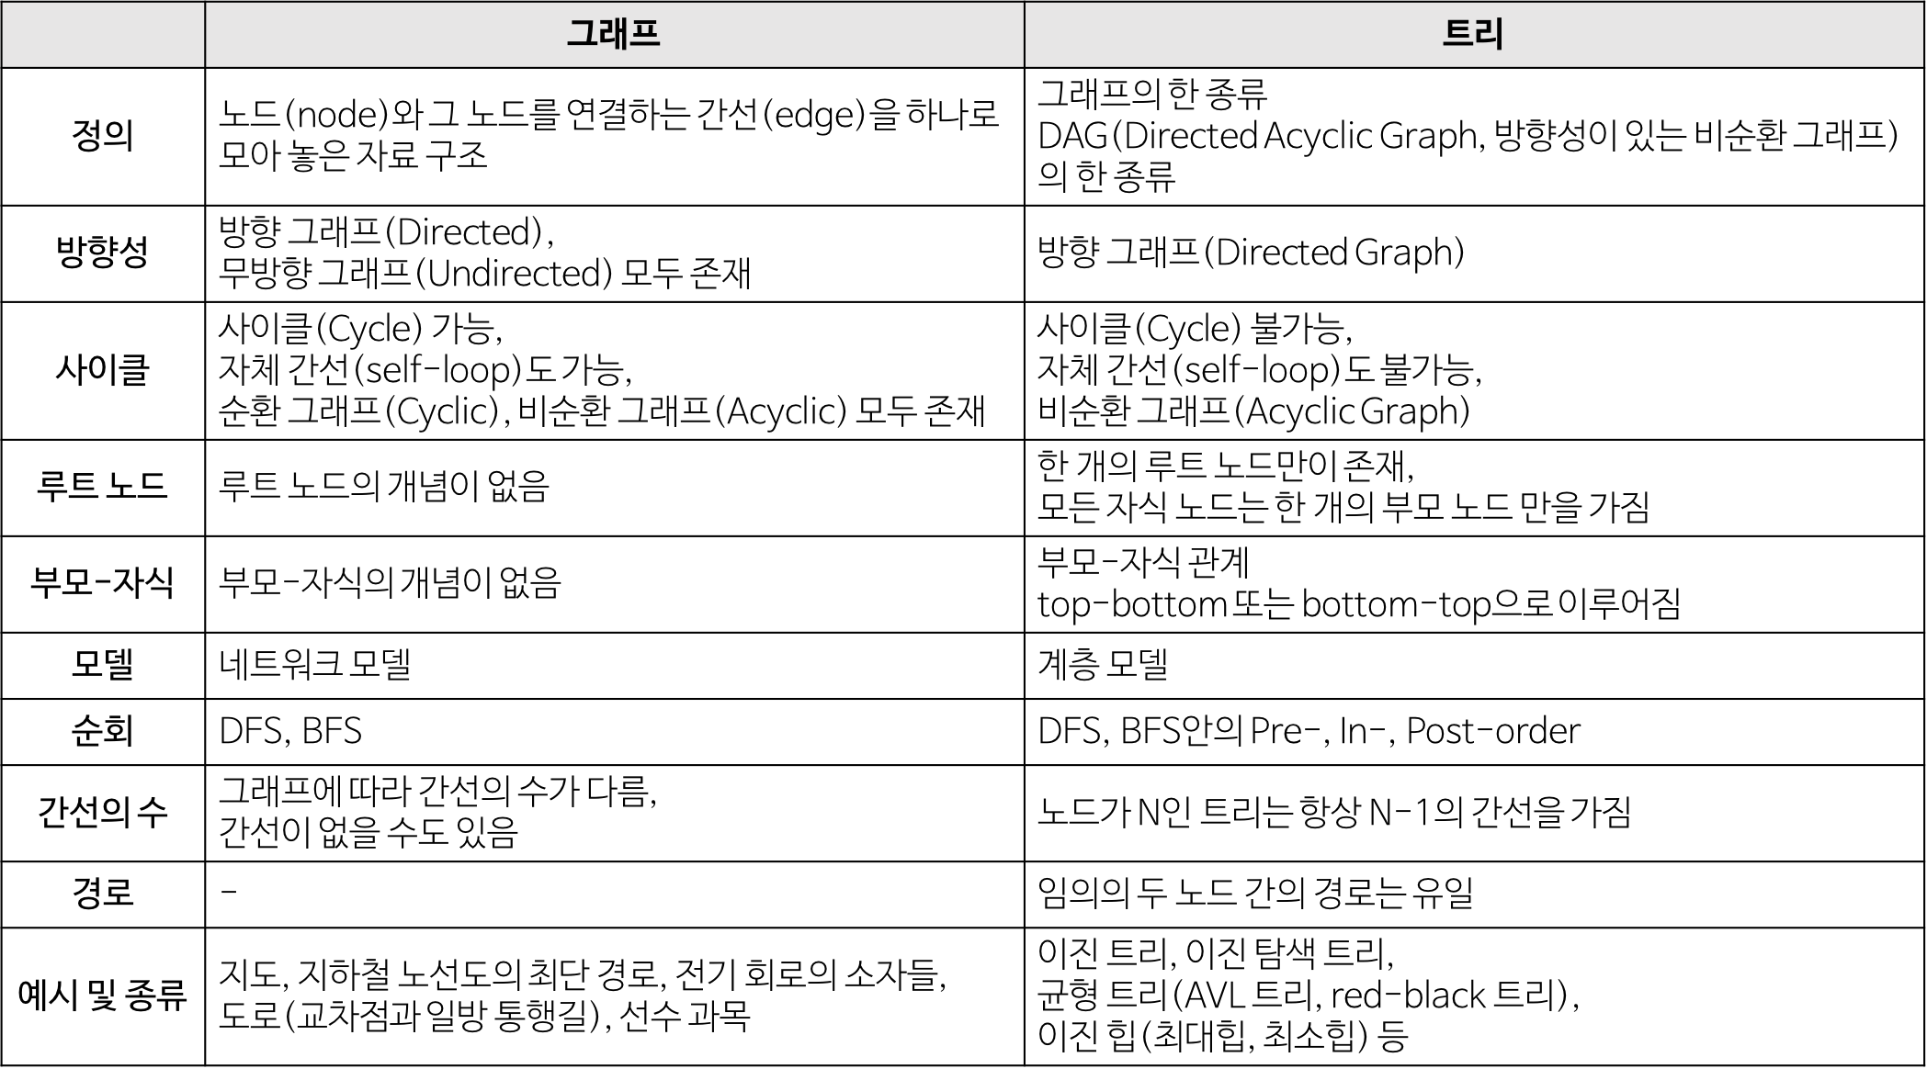 그래프
트리
정의
노드(node)와 그 노드를 연결하는 간선(edge)을 하나로
모아 놓은 자료 구조
그래프의 한 종류
DAG(Directed Acyclic Graph, 방향성이 있는 비순환 그래프)
의 한 종류
방향성
방향 그래프(Directed),
무방향 그래프(Undirected) 모두 존재
방향 그래프(Directed Graph)
사이클
사이클(Cycle) 가능,
자체 간선(self-loop)도 가능,
순환 그래프(Cyclic), 비순환 그래프(Acyclic) 모두 존재
사이클(Cycle) 불가능,
자체 간선(self-loop)도 불가능,
비순환 그래프(Acyclic Graph)
루트 노드
루트 노드의 개념이 없음
한 개의 루트 노드만이 존재,
모든 자식 노드는 한 개의 부모 노드 만을 가짐
부모-자식
부모-자식의 개념이 없음
부모-자식 관계
top-bottom 또는 bottom-top으로 이루어짐
모델
네트워크 모델
계층 모델
순회
DFS, BFS
DFS, BFS안의 Pre-, In-, Post-order
간선의 수
그래프에 따라 간선의 수가 다름,
간선이 없을 수도 있음
노드가 N인 트리는 항상 N-1의 간선을 가짐
경로
-
임의의 두 노드 간의 경로는 유일
예시 및 종류
지도, 지하철 노선도의 최단 경로, 전기 회로의 소자들,
도로(교차점과 일방 통행길), 선수 과목
이진 트리, 이진 탐색 트리,
균형 트리(AVL 트리, red-black 트리),
이진 힙(최대힙, 최소힙) 등